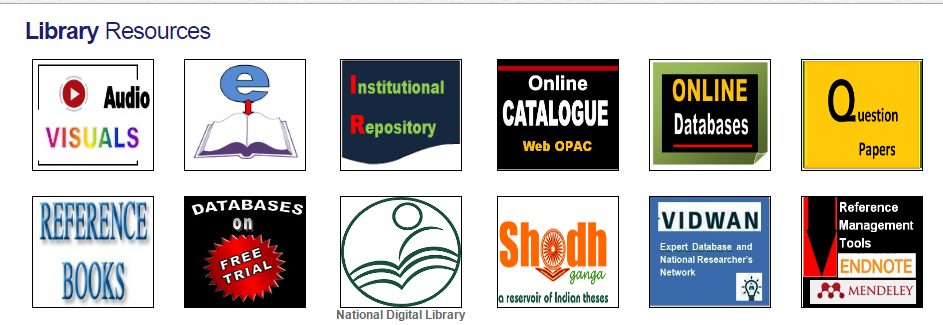 Library Resources
Audio
VISUALS
e
Institutional
Repository
Online
CATALOGUE
Web OPAC
ONLINE
Databases
Question
Papers
REFERENCE
BOOKS
DATABASES
on
FREE
TRIAL
National Digital Library
Shodh
ganga
a reservoir of Indian theses
VIDWAN
Expert Database and
National Researcher's
Network
Reference
Management
Tools
ENDNOTE
MENDELEY